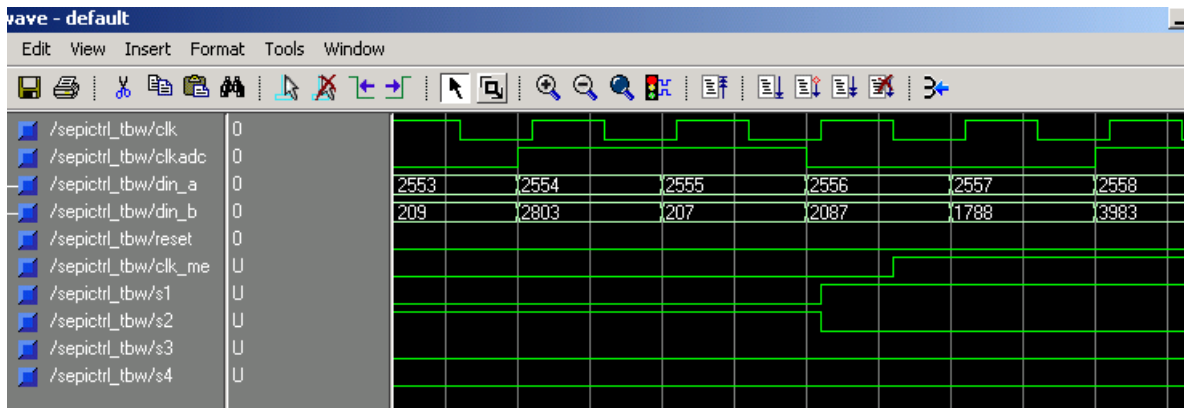 wave - default
Edit View Insert Format Tools Window
/sepictrl_tbw/clk 0
/sepictrl_tbw/clkadc 0
/sepictrl_tbw/din_a 0 2553 2554 2555 2556 2557 2558
/sepictrl_tbw/din_b 0 209 2803 207 2087 1788 3983
/sepictrl_tbw/reset 0
/sepictrl_tbw/clk_me U
/sepictrl_tbw/s1 U
/sepictrl_tbw/s2 U
/sepictrl_tbw/s3 U
/sepictrl_tbw/s4 U